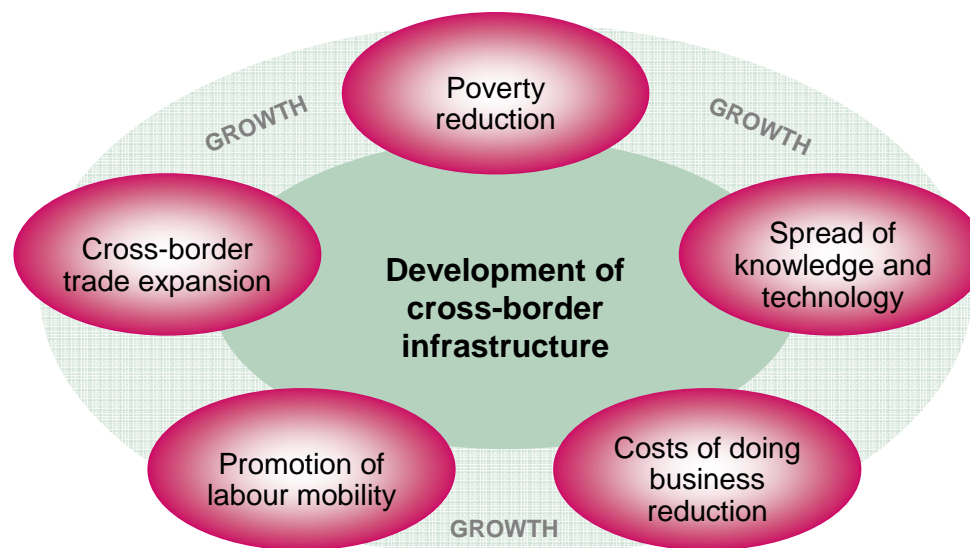 Poverty
reduction
GROWTH
GROWTH
Cross-border
trade expansion
Spread of
knowledge and
technology
Development of
cross-border
infrastructure
Promotion of
labour mobility
Costs of doing
business
reduction
GROWTH